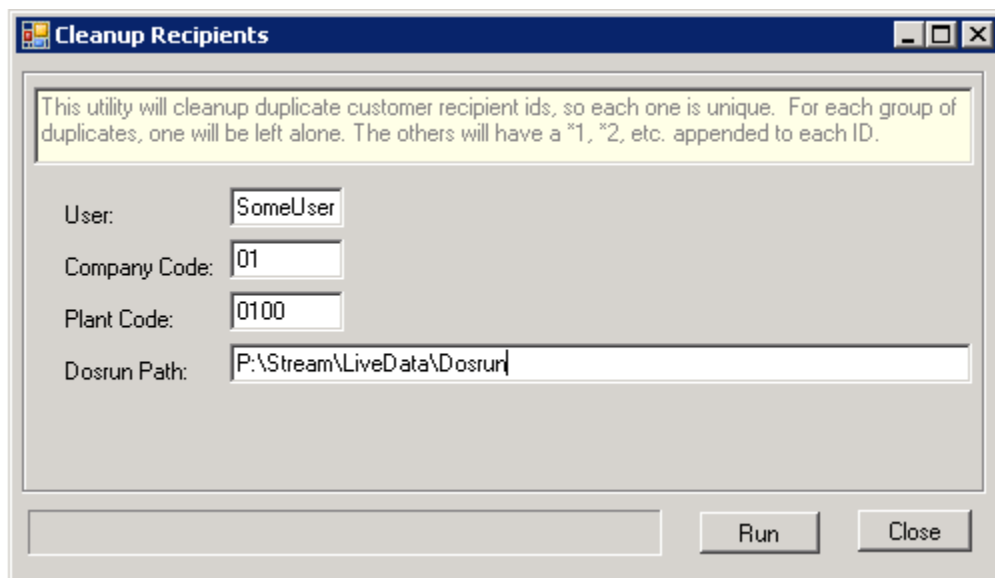 Cleanup Recipients
This utility will cleanup duplicate customer recipient ids, so each one is unique.  For each group of
duplicates, one will be left alone. The others will have a *1, *2, etc. appended to each ID.
User: SomeUser
Company Code: 01
Plant Code: 0100
Dosrun Path: P:\Stream\LiveData\Dosrun
Run Close